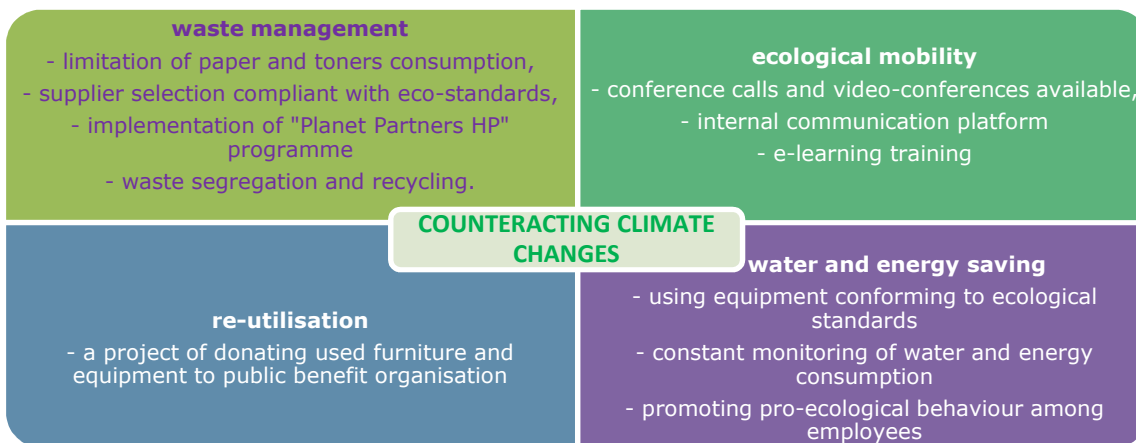 waste management
- limitation of paper and toners consumption,
- supplier selection compliant with eco-standards,
- implementation of "Planet Partners HP"
programme
- waste segregation and recycling.
ecological mobility
- conference calls and video-conferences available,
- internal communication platform
- e-learning training
COUNTERACTING CLIMATE
CHANGES
re-utilisation
- a project of donating used furniture and
equipment to public benefit organisation
water and energy saving
- using equipment conforming to ecological
standards
- constant monitoring of water and energy
consumption
- promoting pro-ecological behaviour among
employees